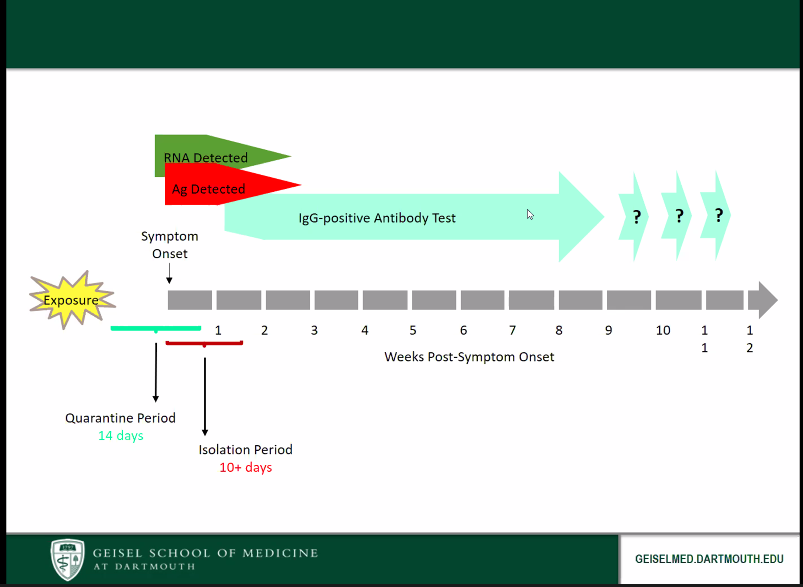 RNA Detected
Ag Detected
IgG-positive Antibody Test
? ? ?
Symptom
Onset
Exposure
1 2 3 4 5 6 7 8 9 10 1 1
1 2
Weeks Post-Symptom Onset
Quarantine Period
14 days
Isolation Period
10+ days
GEISEL SCHOOL OF MEDICINE
AT DARTMOUTH
GEISELMED.DARTMOUTH.EDU